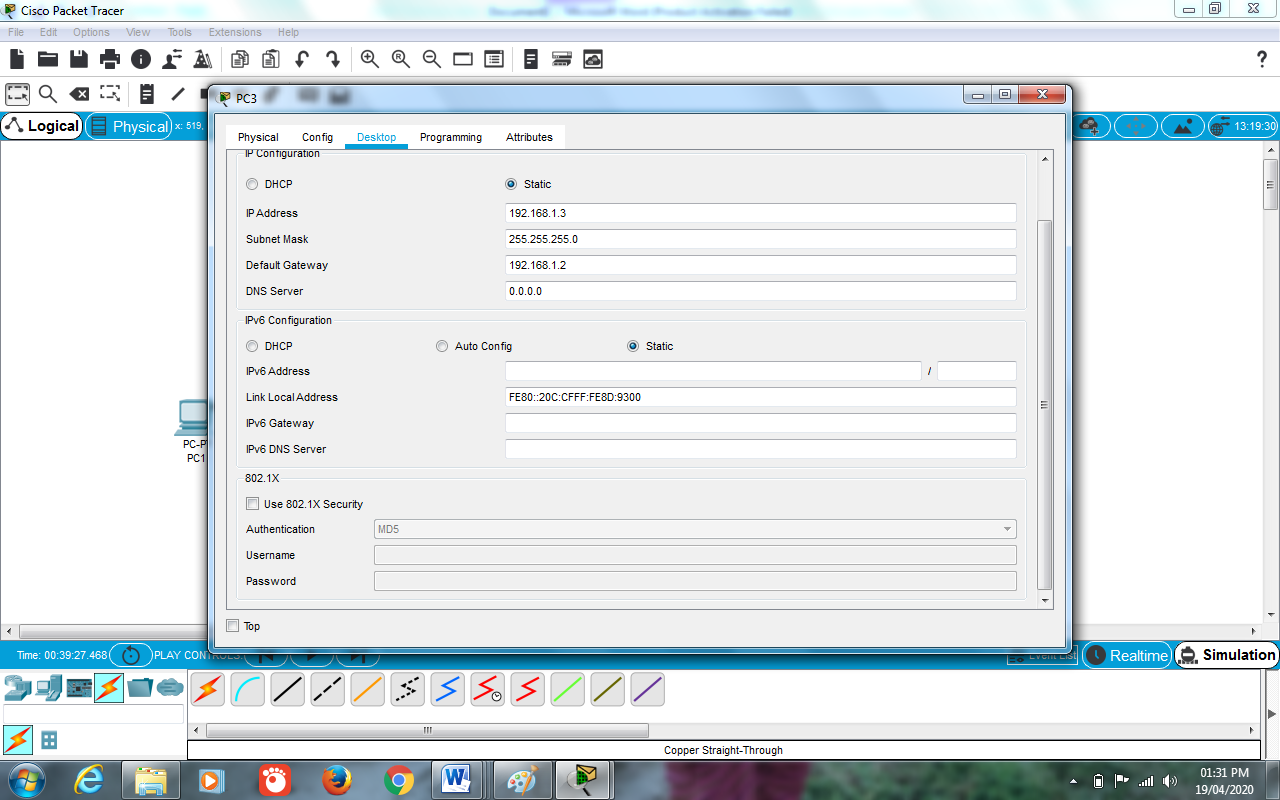 Cisco Packet Tracer
File Edit Options View Tools Extensions Help
PC3
Logical Physical x: 519, 13:19:30
Physical Config Desktop Programming Attributes
IP Configuration
DHCP Static
IP Address 192.168.1.3
Subnet Mask 255.255.255.0
Default Gateway 192.168.1.2
DNS Server 0.0.0.0
IPv6 Configuration
DHCP Auto Config Static
IPv6 Address /
Link Local Address FE80::20C:CFFF:FE8D:9300
IPv6 Gateway
IPv6 DNS Server
PC-P
PC1
802.1X
Use 802.1X Security
Authentication MD5
Username
Password
Top
Time: 00:39:27.468 PLAY CONTROLS: Event List Realtime Simulation
Copper Straight-Through
01:31 PM
19/04/2020